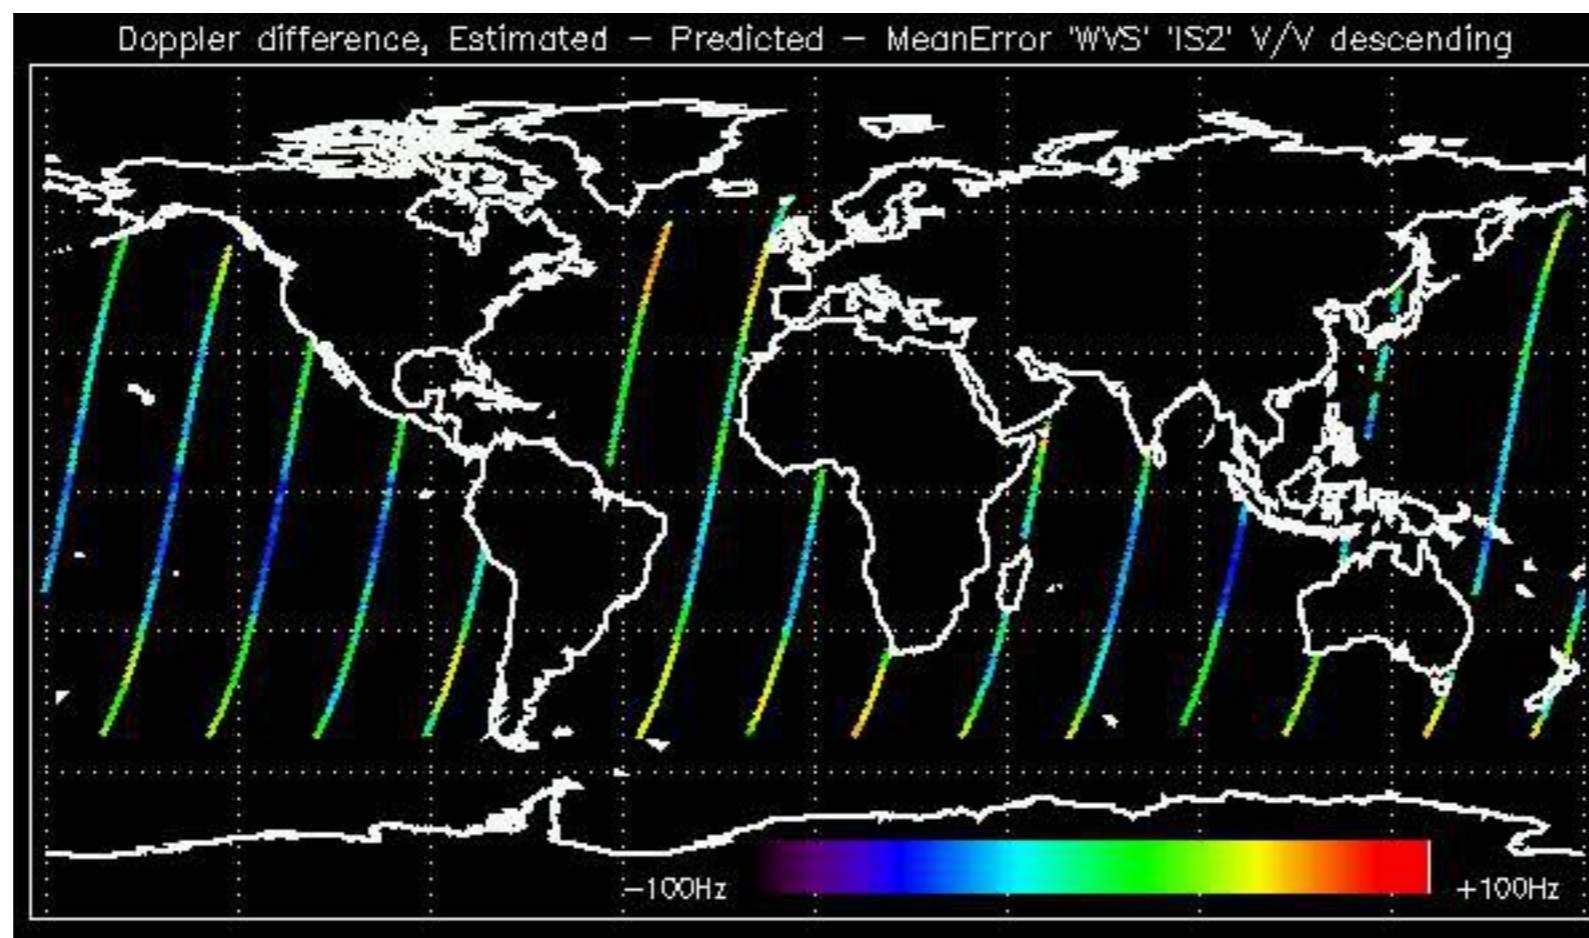 Doppler difference, Estimated – Predicted – MeanError 'WVS' 'IS2' V/V descending
-100Hz
+100Hz